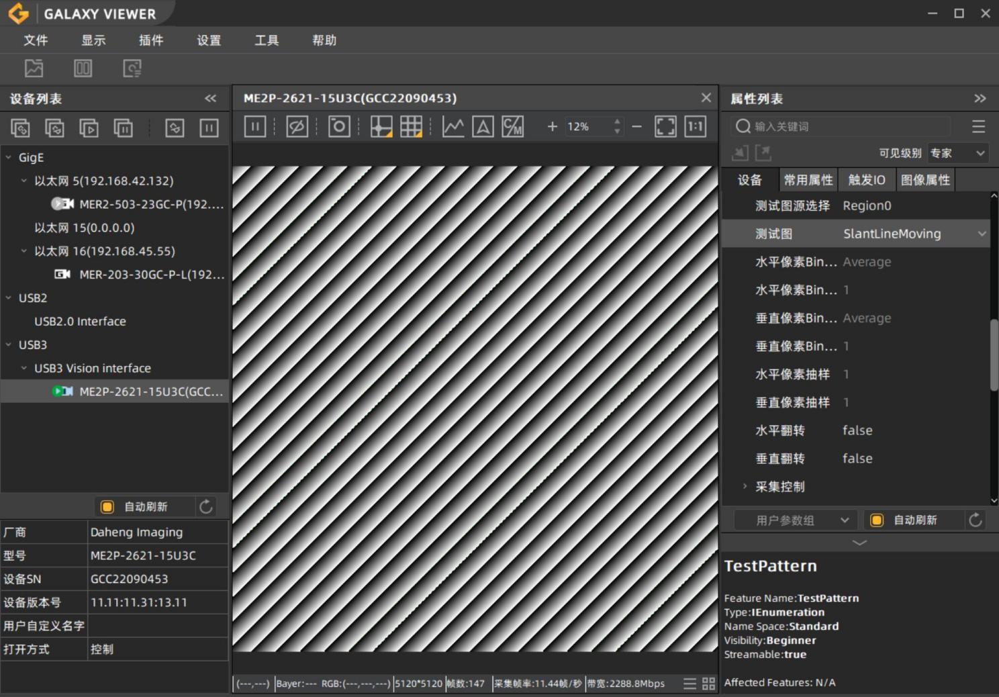 GALAXY VIEWER
文件 显示 插件 设置 工具 帮助
设备列表
GigE
以太网 5(192.168.42.132)
MER2-503-23GC-P(192....
以太网 15(0.0.0.0)
以太网 16(192.168.45.55)
MER-203-30GC-P-L(192...
USB2
USB2.0 Interface
USB3
USB3 Vision interface
ME2P-2621-15U3C(GCC...
自动刷新
厂商 Daheng Imaging
型号 ME2P-2621-15U3C
设备SN GCC22090453
设备版本号 11.11:11.31:13.11
用户自定义名字
打开方式 控制
ME2P-2621-15U3C(GCC22090453)
C/M
12%
1:1
(---,---) Bayer:--- RGB:(---,---,---) 5120*5120 帧数:147 采集帧率:11.44帧/秒 带宽:2288.8Mbps
属性列表
输入关键词
可见级别 专家
设备 常用属性 触发IO 图像属性
测试图源选择 Region0
测试图 SlantLineMoving
水平像素Bin... Average
水平像素Bin... 1
垂直像素Bin... Average
垂直像素Bin... 1
水平像素抽样 1
垂直像素抽样 1
水平翻转 false
垂直翻转 false
采集控制
用户参数组 自动刷新
TestPattern
Feature Name:TestPattern
Type:IEnumeration
Name Space:Standard
Visibility:Beginner
Streamable:true
Affected Features: N/A